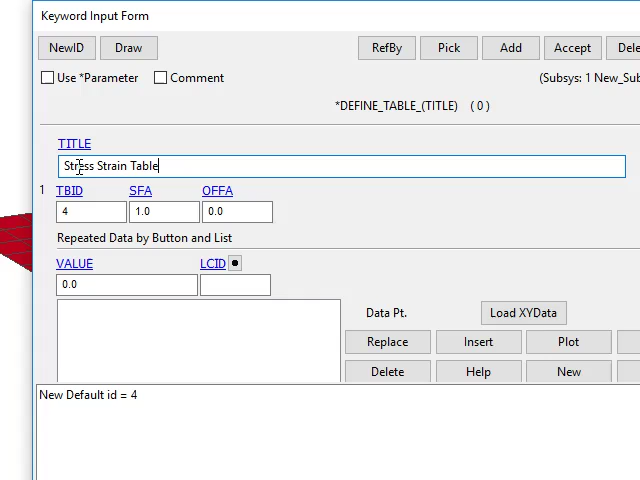 Keyword Input Form
NewID Draw RefBy Pick Add Accept Dele
Use *Parameter Comment (Subsys: 1 New_Sub
*DEFINE_TABLE_(TITLE) ( 0 )
TITLE
Stress Strain Table
1 TBID SFA OFFA
4 1.0 0.0
Repeated Data by Button and List
VALUE LCID
0.0
Data Pt. Load XYData
Replace Insert Plot
Delete Help New
New Default id = 4